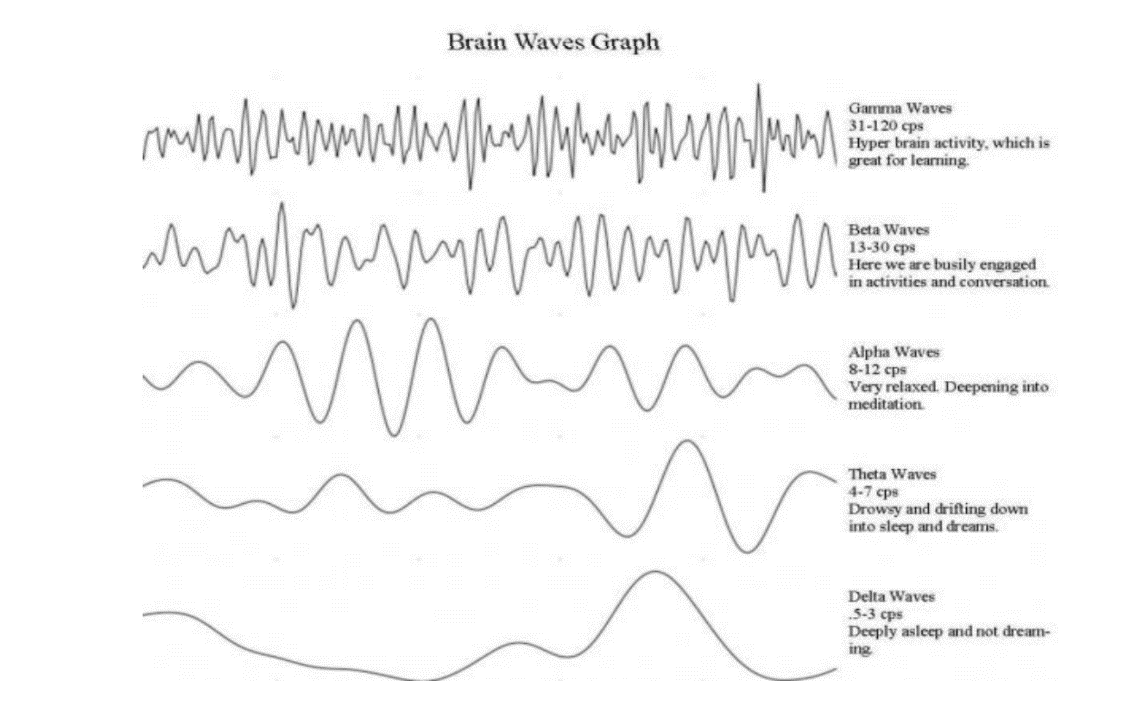 Brain Waves Graph
Gamma Waves
31-120 cps
Hyper brain activity, which is
great for learning.
Beta Waves
13-30 cps
Here we are busily engaged
in activities and conversation.
Alpha Waves
8-12 cps
Very relaxed. Deepening into
meditation.
Theta Waves
4-7 cps
Drowsy and drifting down
into sleep and dreams.
Delta Waves
.5-3 cps
Deeply asleep and not dream-
ing.